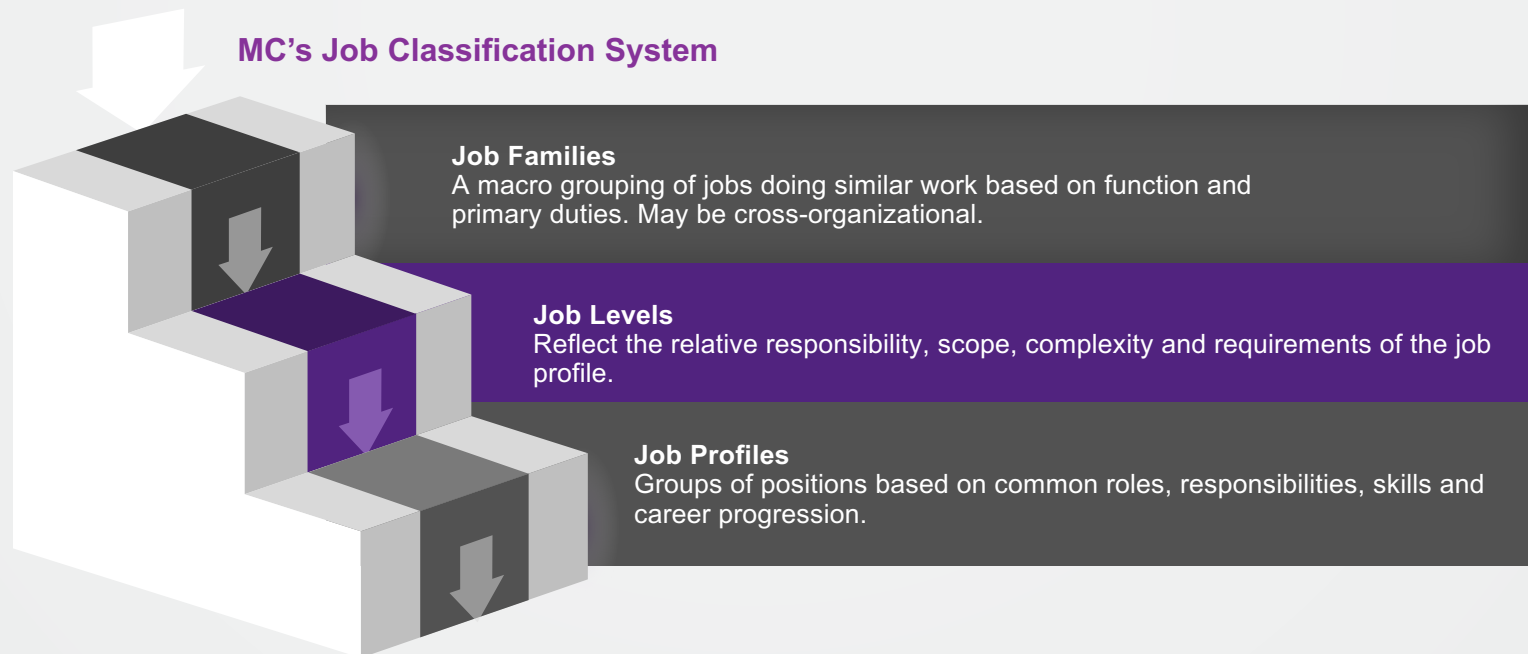 MC’s Job Classification System
Job Families
A macro grouping of jobs doing similar work based on function and
primary duties. May be cross-organizational.
Job Levels
Reflect the relative responsibility, scope, complexity and requirements of the job
profile.
Job Profiles
Groups of positions based on common roles, responsibilities, skills and
career progression.